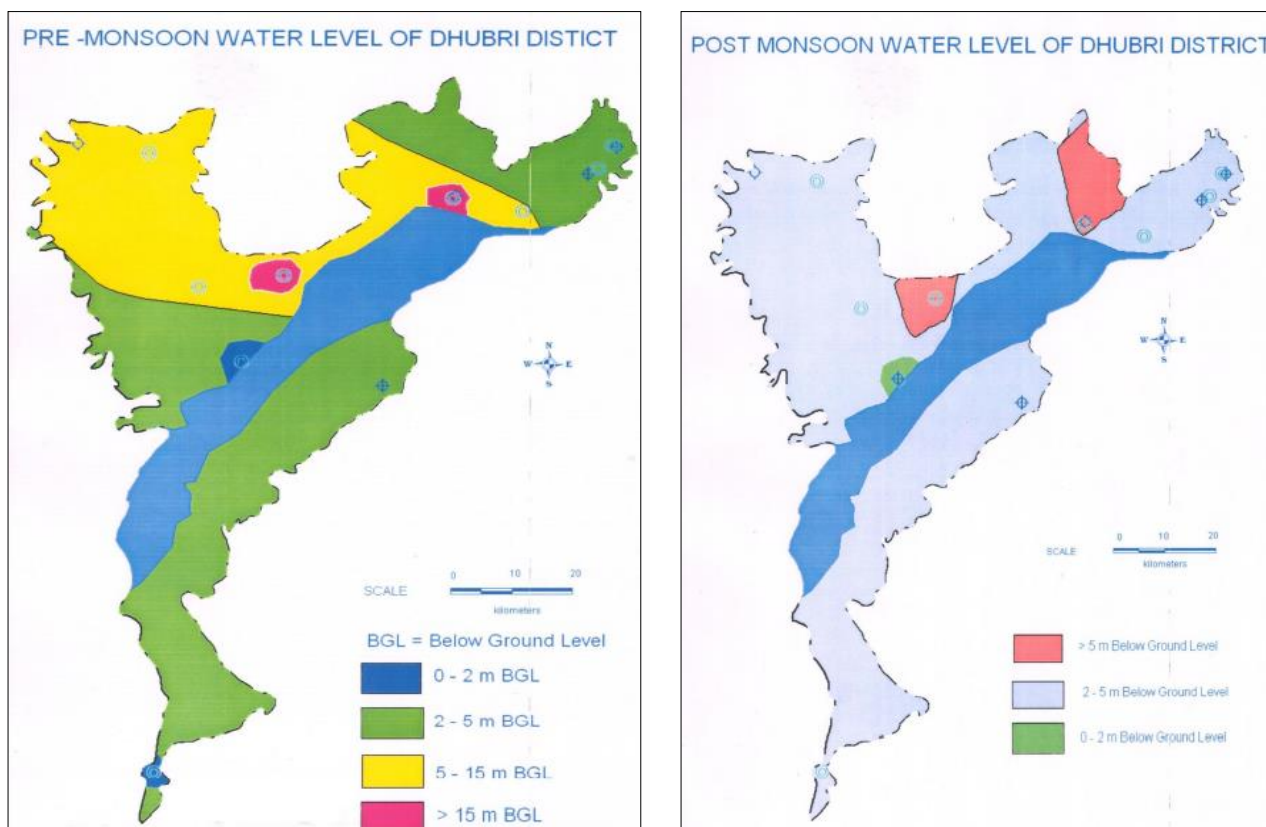 PRE -MONSOON WATER LEVEL OF DHUBRI DISTICT
N
W E
S
0 10 20
SCALE
kilometers
BGL = Below Ground Level
0 - 2 m BGL
2 - 5 m BGL
5 - 15 m BGL
> 15 m BGL
POST MONSOON WATER LEVEL OF DHUBRI DISTRICT
N
W E
S
0 10 20
SCALE
kilometers
> 5 m Below Ground Level
2 - 5 m Below Ground Level
0 - 2 m Below Ground Level